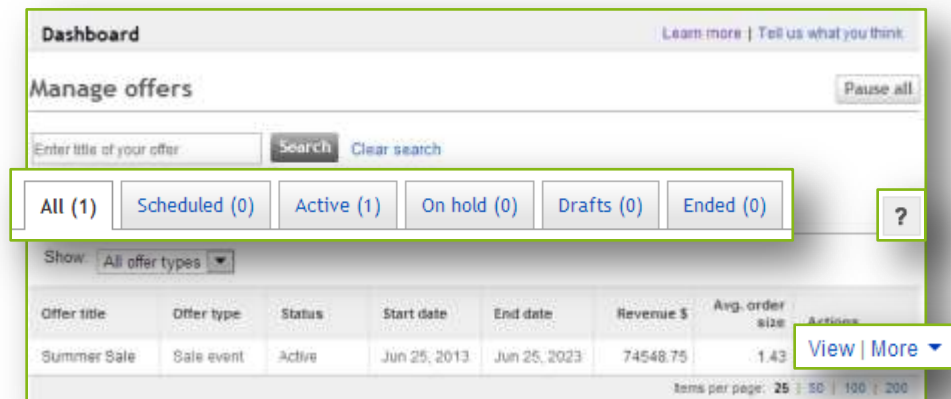 Dashboard Learn more | Tell us what you think
Manage offers Pause all
Enter title of your offer Search Clear search
All (1) Scheduled (0) Active (1) On hold (0) Drafts (0) Ended (0) ?
Show: All offer types
Offer title Offer type Status Start date End date Revenue $ Avg. order size Actions
Summer Sale Sale event Active Jun 25, 2013 Jun 25, 2023 74548.75 1.43 View | More
Items per page: 25 | 50 | 100 | 200